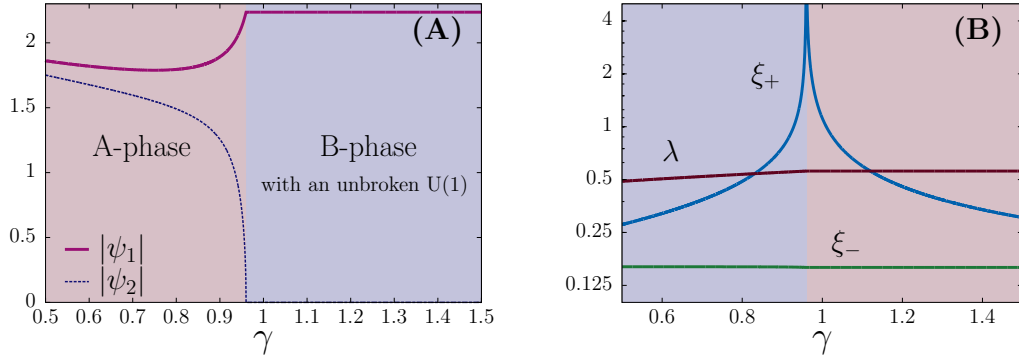 (A)
2
1.5
1
0.5
0
A-phase
B-phase
with an unbroken U(1)
|ψ₁|
|ψ₂|
0.5 0.6 0.7 0.8 0.9 1 1.1 1.2 1.3 1.4 1.5
γ
(B)
4
2
1
0.5
0.25
0.125
ξ₊
λ
ξ₋
0.6 0.8 1 1.2 1.4
γ